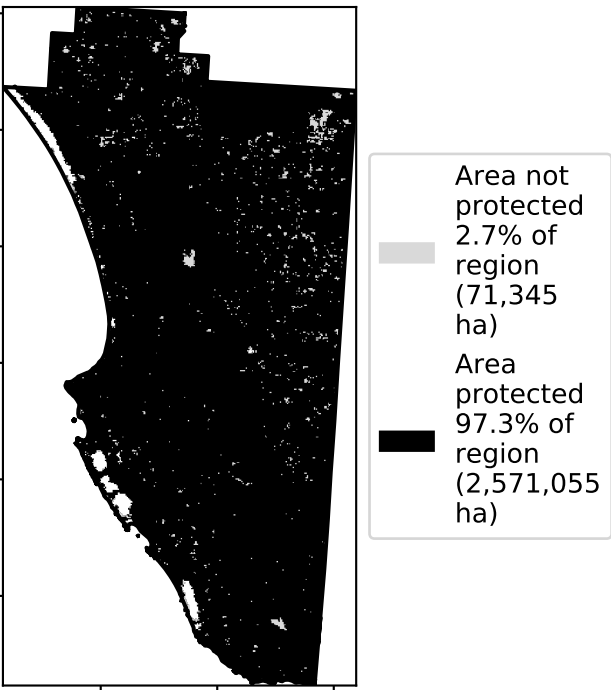 Area not
protected
2.7% of
region
(71,345
ha)
Area
protected
97.3% of
region
(2,571,055
ha)